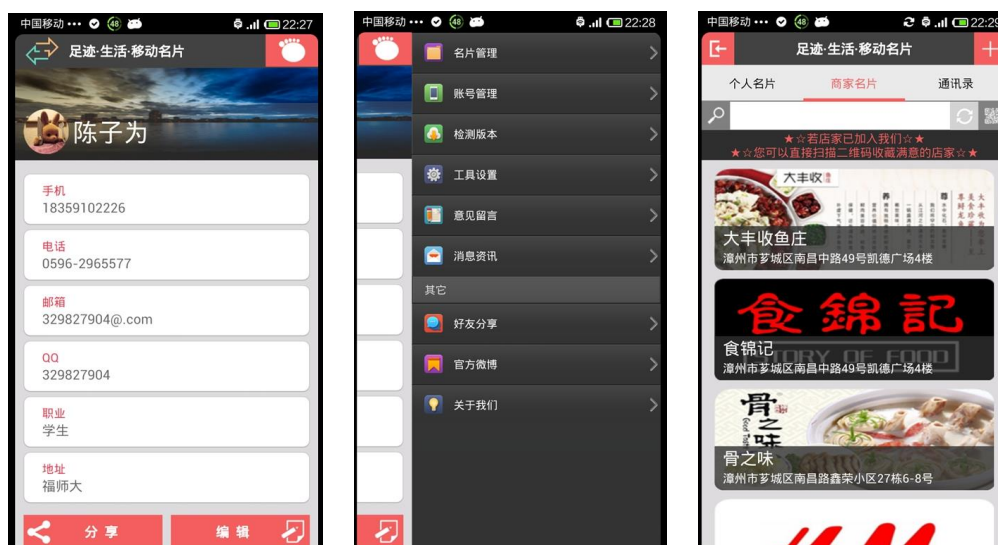 中国移动 ••• 48 22:27
足迹·生活·移动名片
陈子为
手机
18359102226
电话
0596-2965577
邮箱
329827904@.com
QQ
329827904
职业
学生
地址
福师大
分享
编辑
中国移动 ••• 48 22:28
名片管理
账号管理
检测版本
工具设置
意见留言
消息资讯
其它
好友分享
官方微博
关于我们
中国移动 ••• 48 22:29
足迹·生活·移动名片
个人名片 商家名片 通讯录
★☆若店家已加入我们☆★
★☆您可以直接扫描二维码收藏满意的店家☆★
大丰收
大丰收鱼庄
漳州市芗城区南昌中路49号凯德广场4楼
食錦記
STORY OF FOOD
食锦记
漳州市芗城区南昌中路49号凯德广场4楼
骨之味
骨之味
漳州市芗城区南昌路鑫荣小区27栋6-8号